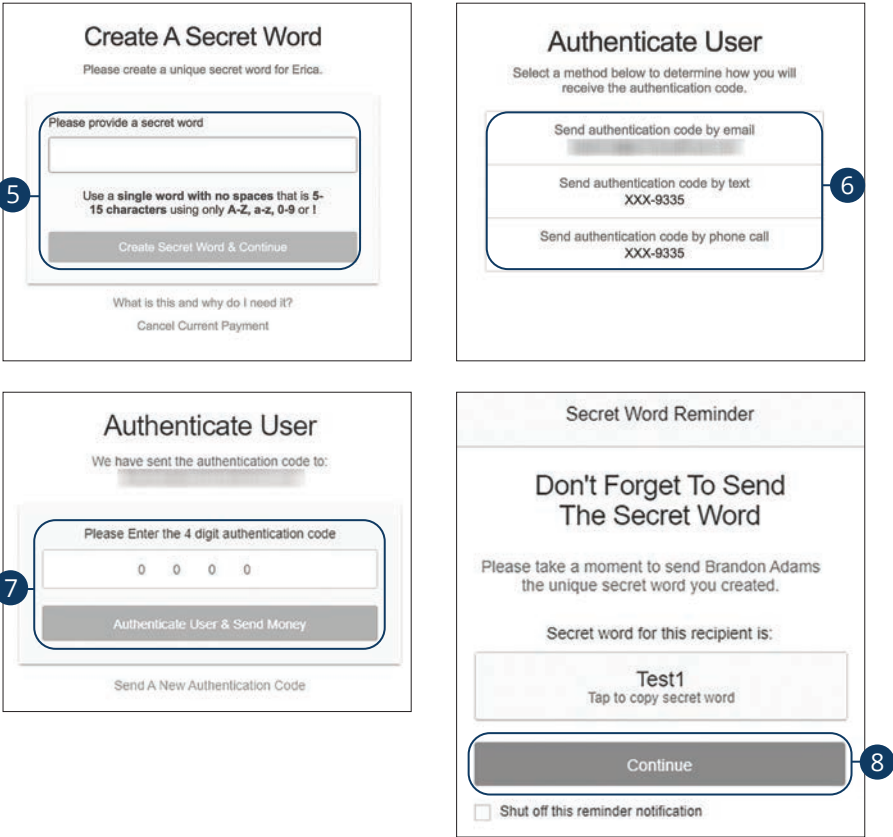 Create A Secret Word
Please create a unique secret word for Erica.
Please provide a secret word
5
Use a single word with no spaces that is 5-
15 characters using only A-Z, a-z, 0-9 or !
Create Secret Word & Continue
What is this and why do I need it?
Cancel Current Payment
Authenticate User
Select a method below to determine how you will
receive the authentication code.
Send authentication code by email
Send authentication code by text
XXX-9335
6
Send authentication code by phone call
XXX-9335
Authenticate User
We have sent the authentication code to:
Please Enter the 4 digit authentication code
0 0 0 0
7
Authenticate User & Send Money
Send A New Authentication Code
Secret Word Reminder
Don't Forget To Send
The Secret Word
Please take a moment to send Brandon Adams
the unique secret word you created.
Secret word for this recipient is:
Test1
Tap to copy secret word
Continue
8
Shut off this reminder notification